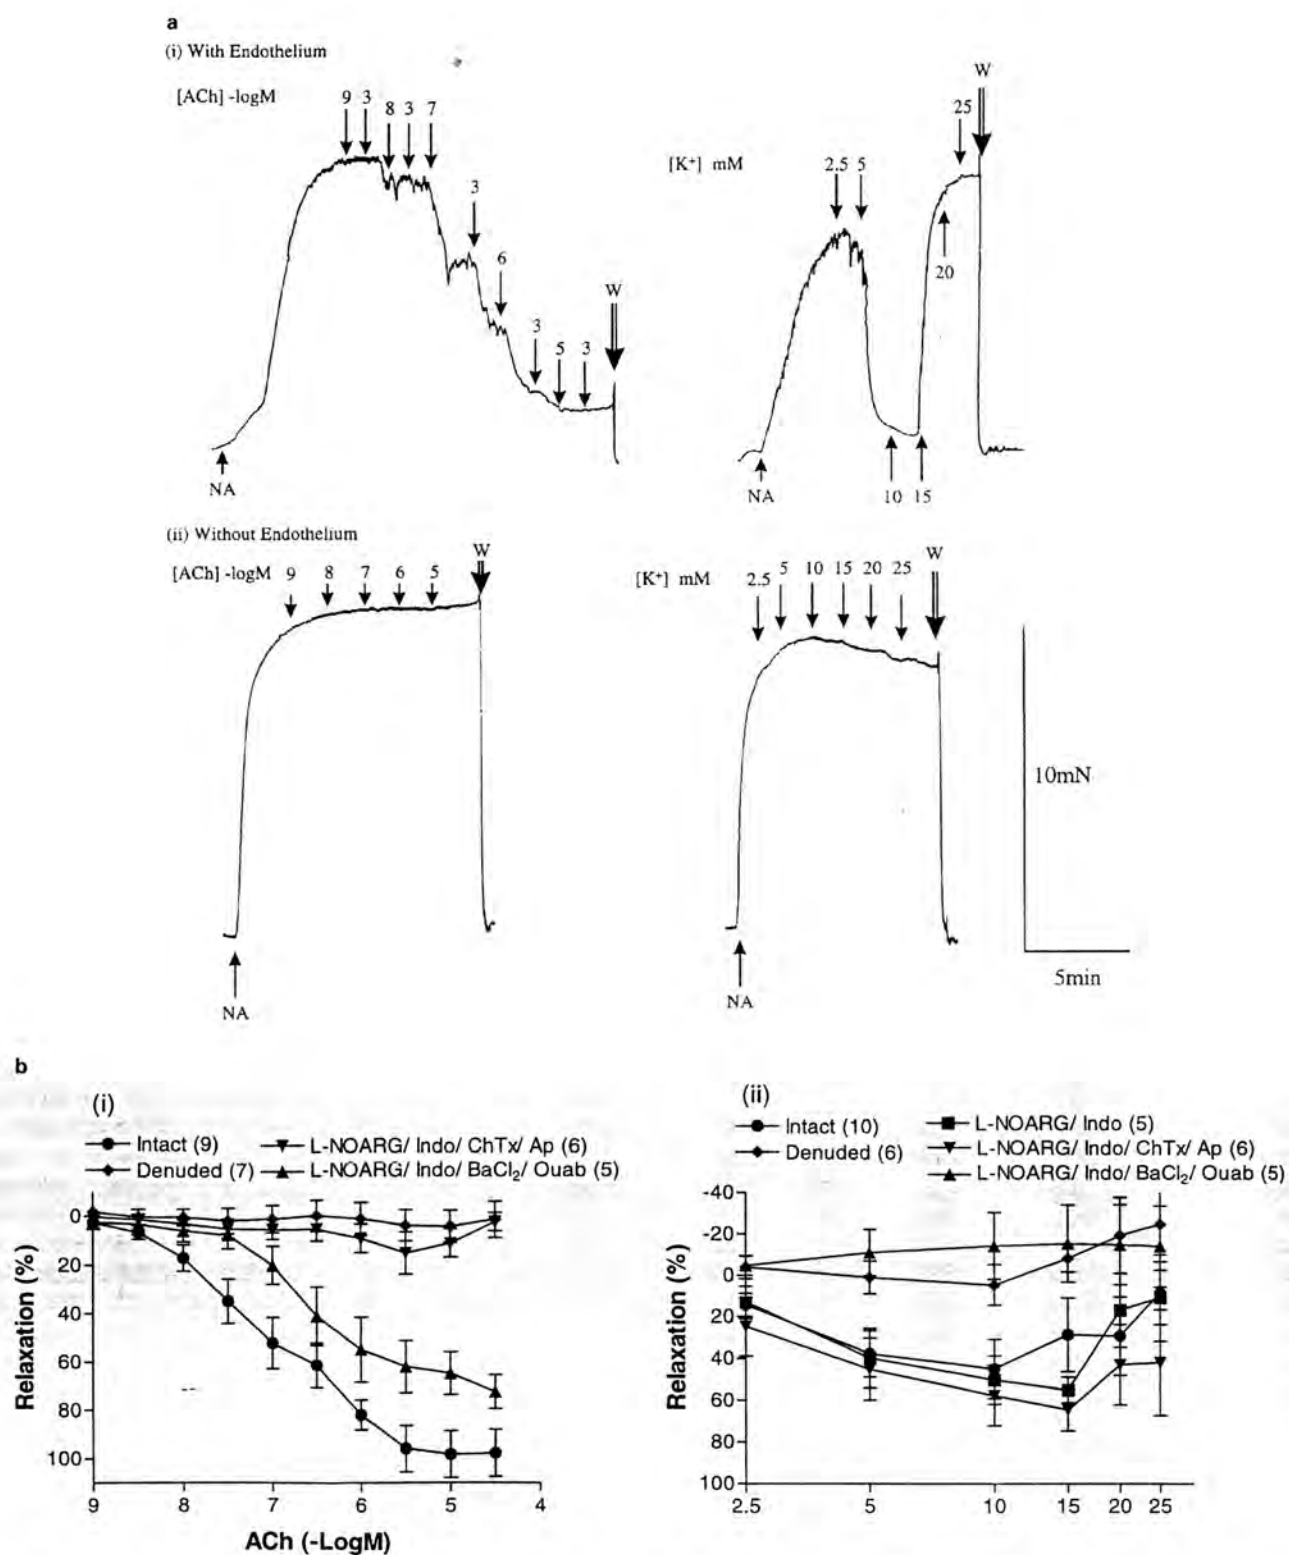 a
(i) With Endothelium
[ACh] -logM
9 3 8 3 7
3
6
3 5 3
W
NA
[K⁺] mM
2.5 5
25
W
20
NA
10 15
(ii) Without Endothelium
[ACh] -logM
9 8 7 6 5
W
NA
[K⁺] mM
2.5 5 10 15 20 25
W
NA
10mN
5min
b
(i)
Intact (9)
L-NOARG/ Indo/ ChTx/ Ap (6)
Denuded (7)
L-NOARG/ Indo/ BaCl₂/ Ouab (5)
Relaxation (%)
0
20
40
60
80
100
9 8 7 6 5 4
ACh (-LogM)
(ii)
Intact (10)
L-NOARG/ Indo (5)
Denuded (6)
L-NOARG/ Indo/ ChTx/ Ap (6)
L-NOARG/ Indo/ BaCl₂/ Ouab (5)
Relaxation (%)
-40
-20
0
20
40
60
80
100
2.5 5 10 15 20 25